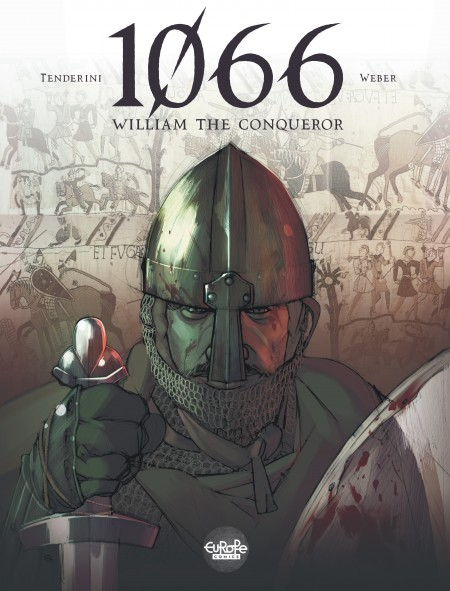 TENDERINI
1066
WEBER
WILLIAM THE CONQUEROR
ET FVGA
EUROPE
COMICS